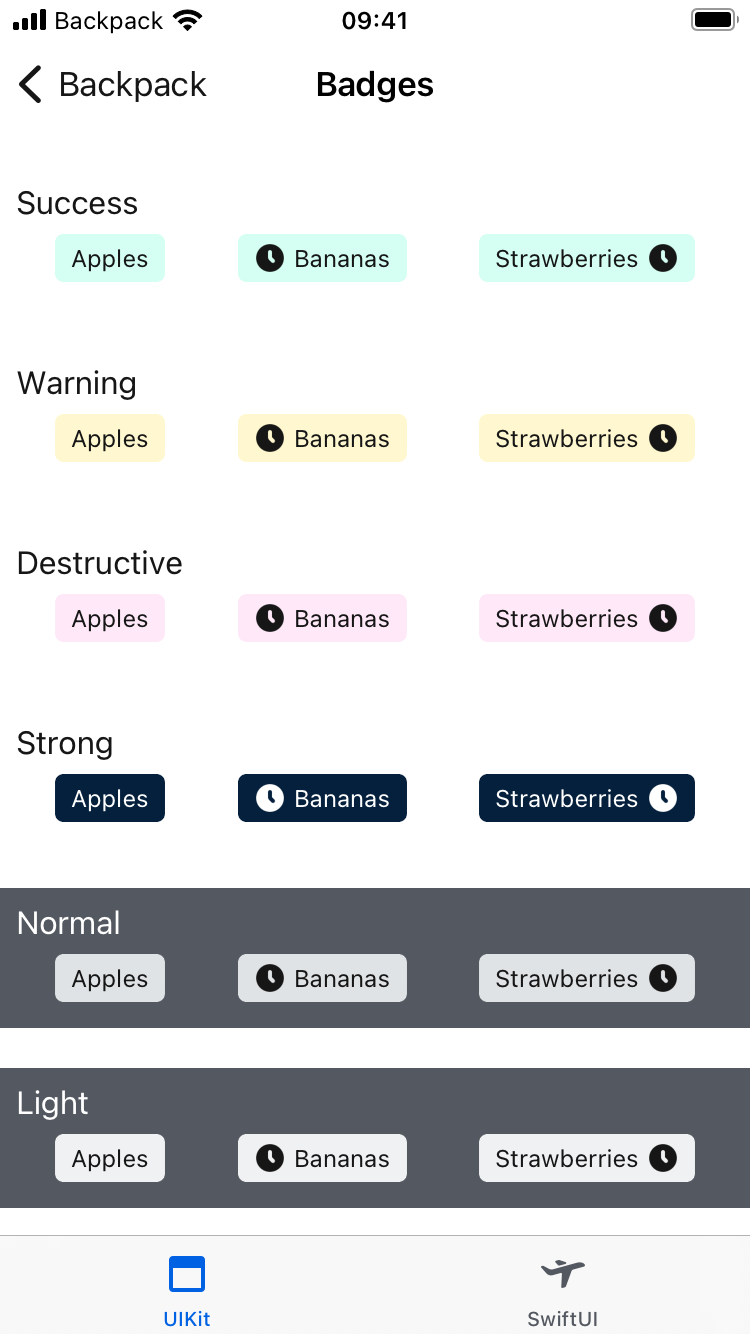 Backpack 09:41
Backpack Badges
Success
Apples Bananas Strawberries
Warning
Apples Bananas Strawberries
Destructive
Apples Bananas Strawberries
Strong
Apples Bananas Strawberries
Normal
Apples Bananas Strawberries
Light
Apples Bananas Strawberries
UIKit SwiftUI